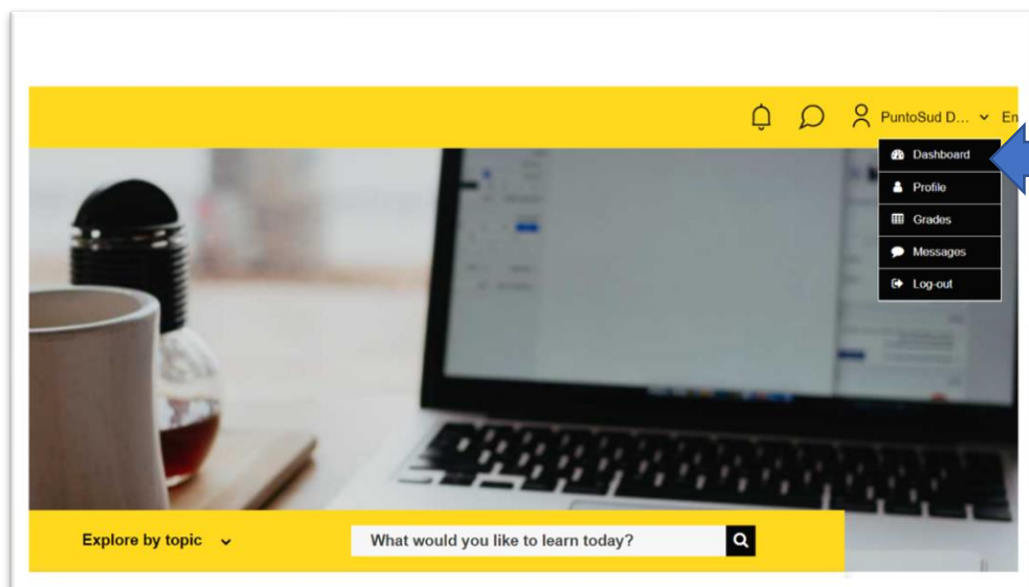 PuntoSud D... En
Dashboard
Profile
Grades
Messages
Log-out
Explore by topic
What would you like to learn today?